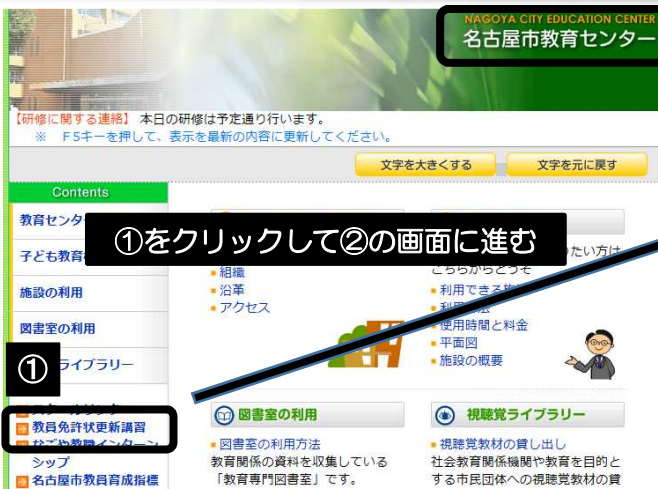 NAGOYA CITY EDUCATION CENTER
名古屋市教育センター
【研修に関する連絡】 本日の研修は予定通り行います。
※ F5キーを押して、表示を最新の内容に更新してください。
文字を大きくする
文字を元に戻す
Contents
教育センタ
子ども教育
施設の利用
図書室の利用
ライブラリー
①をクリックして②の画面に進む
①
教員免許状更新講習
なごや教職インターン
シップ
名古屋市教員育成指標
組織
沿革
アクセス
たい方は
こちらからどうぞ
利用できる
使用時間と料金
平面図
施設の概要
図書室の利用
図書室の利用方法
教育関係の資料を収集している
「教育専門図書室」です。
視聴覚ライブラリー
視聴覚教材の貸し出し
社会教育関係機関や教育を目的と
する市民団体への視聴覚教材の貸